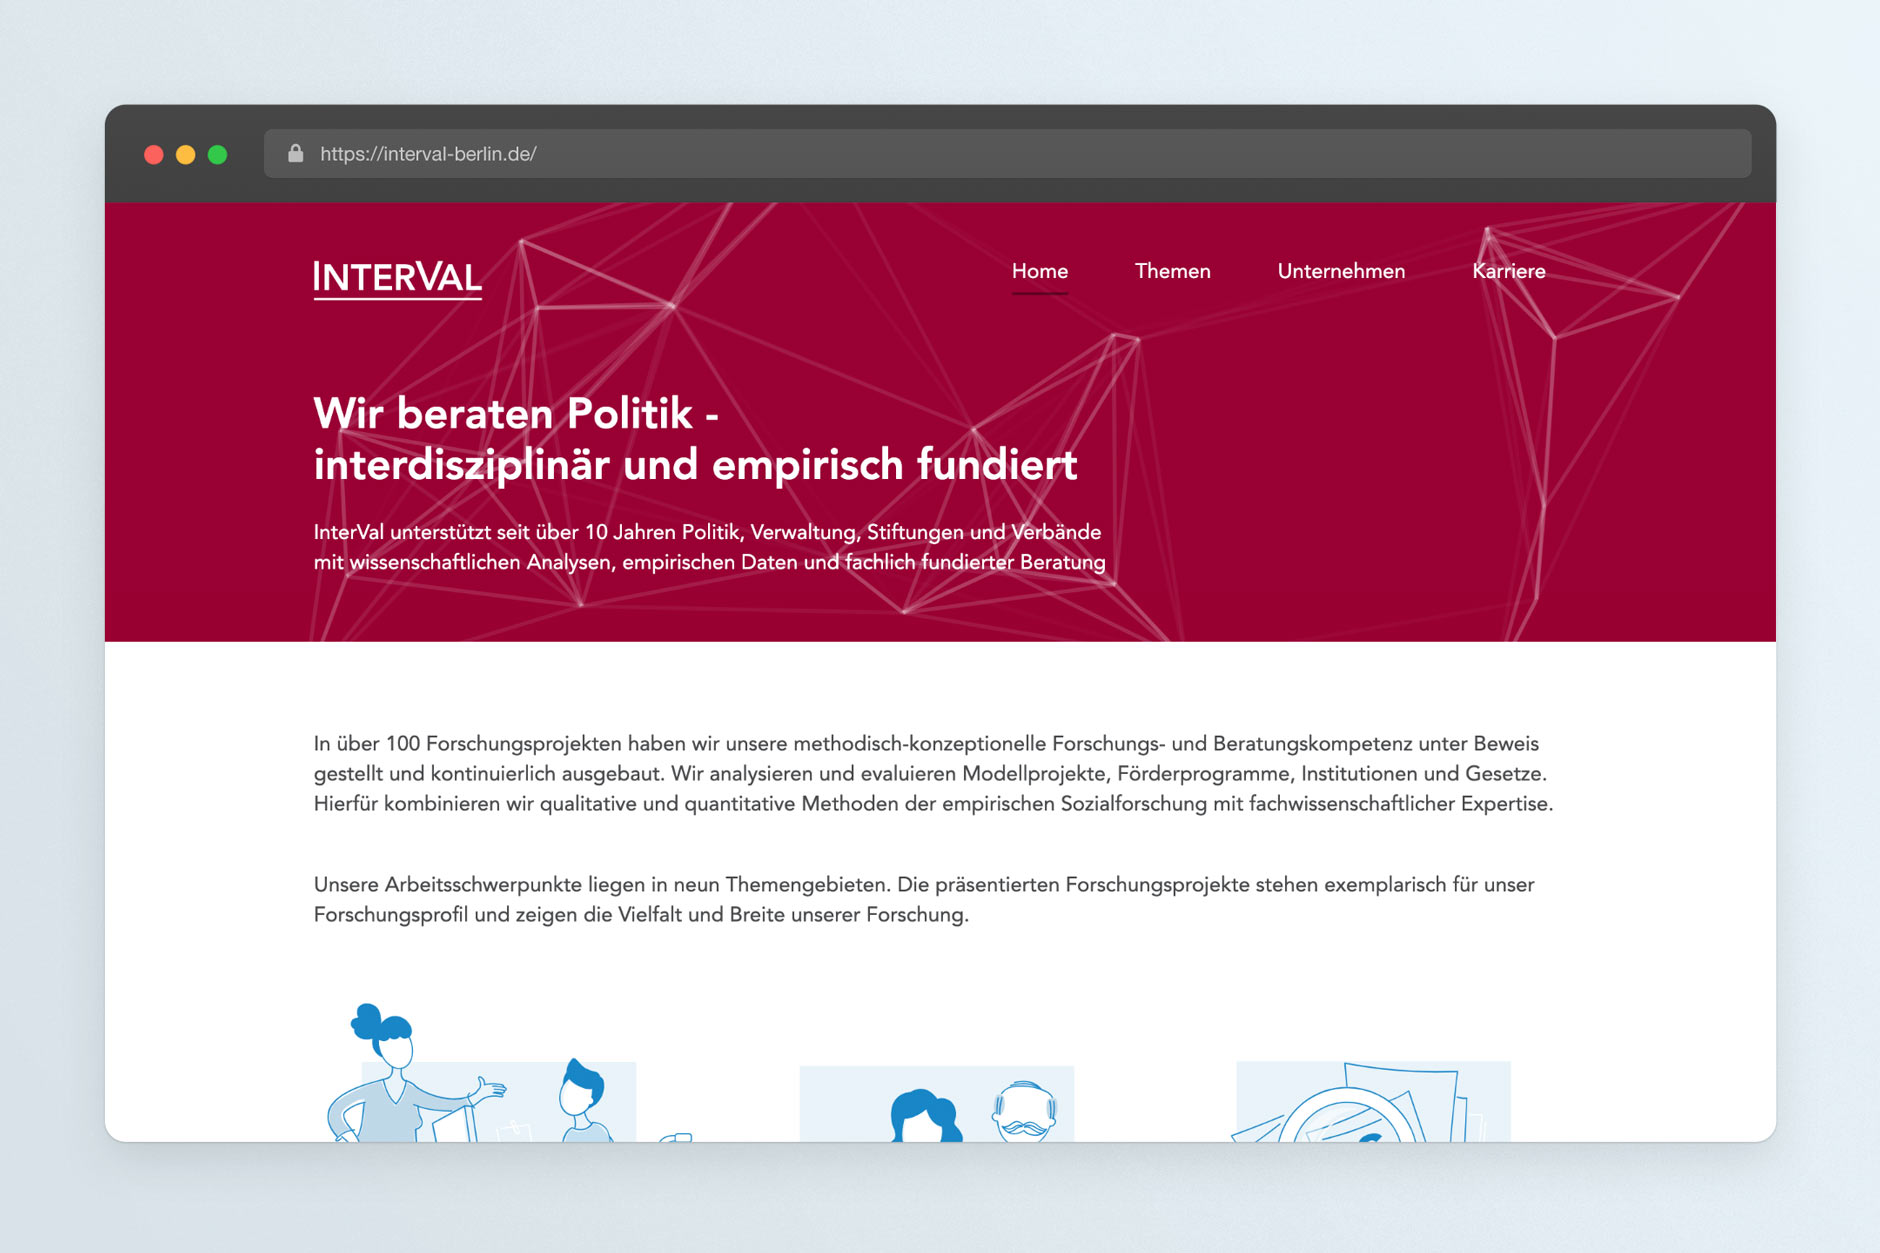 https://interval-berlin.de/
INTERVAL
Home
Themen
Unternehmen
Karriere
Wir beraten Politik -
interdisziplinär und empirisch fundiert
InterVal unterstützt seit über 10 Jahren Politik, Verwaltung, Stiftungen und Verbände
mit wissenschaftlichen Analysen, empirischen Daten und fachlich fundierter Beratung
In über 100 Forschungsprojekten haben wir unsere methodisch-konzeptionelle Forschungs- und Beratungskompetenz unter Beweis
gestellt und kontinuierlich ausgebaut. Wir analysieren und evaluieren Modellprojekte, Förderprogramme, Institutionen und Gesetze.
Hierfür kombinieren wir qualitative und quantitative Methoden der empirischen Sozialforschung mit fachwissenschaftlicher Expertise.
Unsere Arbeitsschwerpunkte liegen in neun Themengebieten. Die präsentierten Forschungsprojekte stehen exemplarisch für unser
Forschungsprofil und zeigen die Vielfalt und Breite unserer Forschung.